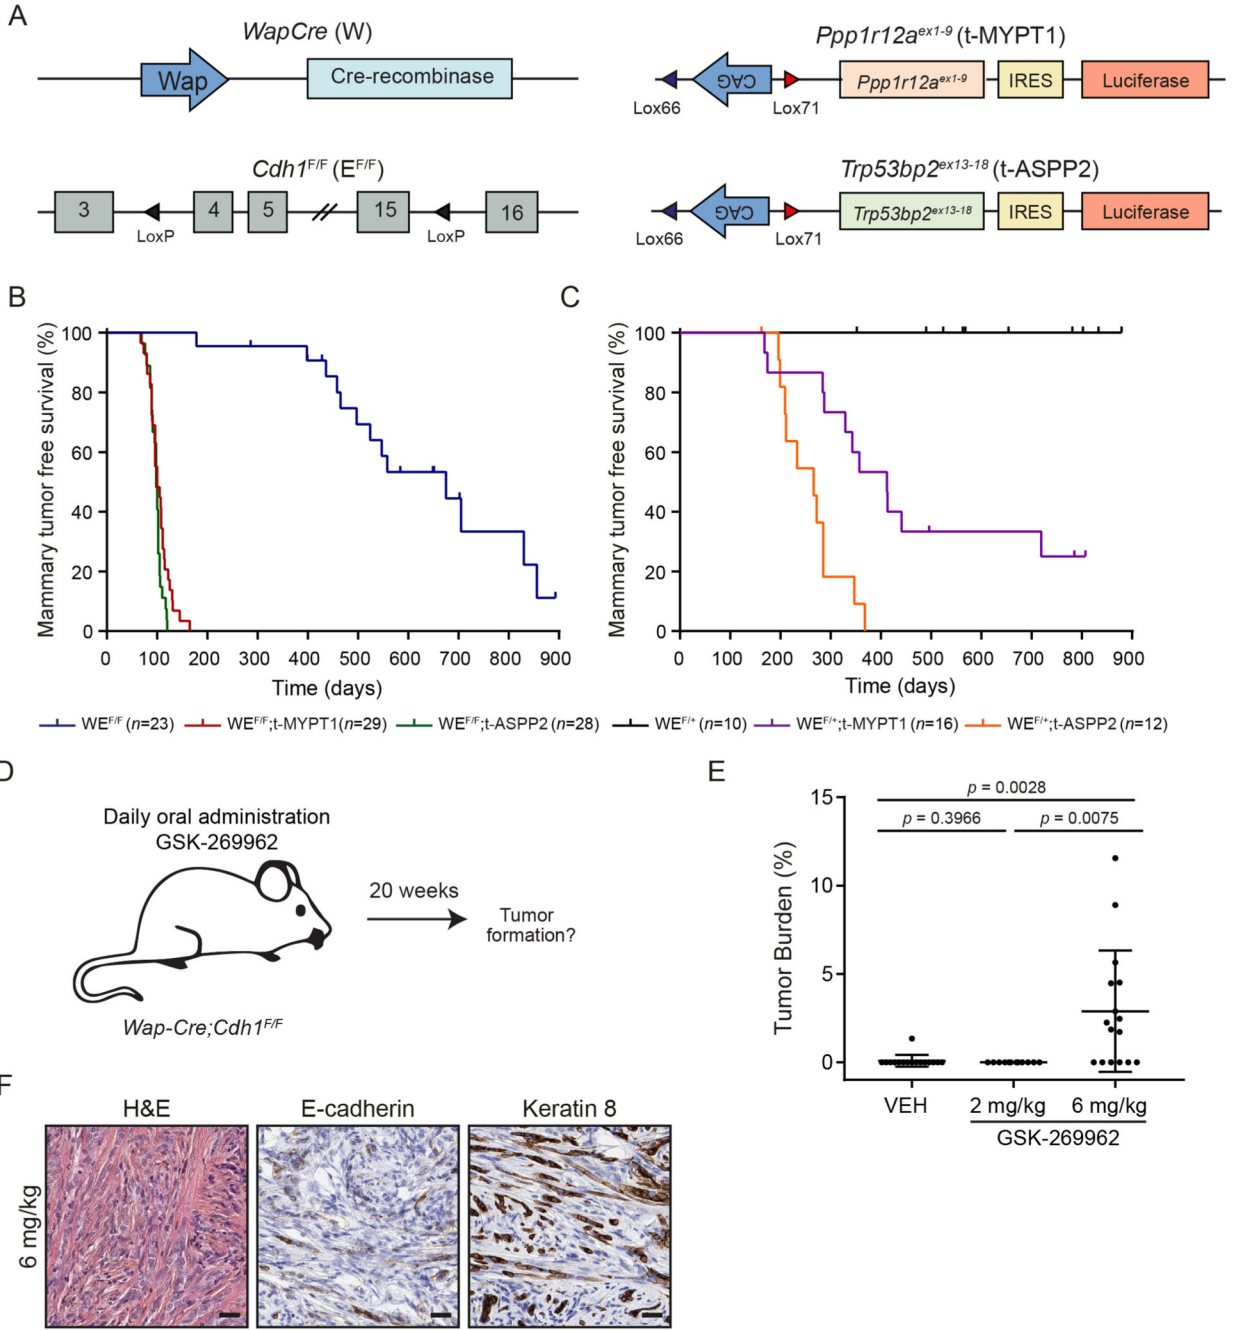 A
WapCre (W)
Wap
Cre-recombinase
Ppp1r12aex1-9 (t-MYPT1)
CAG
Lox66
Lox71
Ppp1r12aex1-9
IRES
Luciferase
Cdh1F/F (EF/F)
3
4
5
15
16
LoxP
LoxP
Trp53bp2ex13-18 (t-ASPP2)
CAG
Lox66
Lox71
Trp53bp2ex13-18
IRES
Luciferase
B
Mammary tumor free survival (%)
100
80
60
40
20
0
0 100 200 300 400 500 600 700 800 900
Time (days)
C
Mammary tumor free survival (%)
100
80
60
40
20
0
0 100 200 300 400 500 600 700 800 900
Time (days)
WEF/F (n=23) WEF/F;t-MYPT1(n=29) WEF/F;t-ASPP2 (n=28) WEF/+ (n=10) WEF/+;t-MYPT1 (n=16) WEF/+;t-ASPP2 (n=12)
D
Daily oral administration
GSK-269962
20 weeks
Tumor
formation?
Wap-Cre;Cdh1F/F
E
Tumor Burden (%)
15
10
5
0
p = 0.0028
p = 0.3966
p = 0.0075
VEH 2 mg/kg 6 mg/kg
GSK-269962
F
H&E
E-cadherin
Keratin 8
6 mg/kg